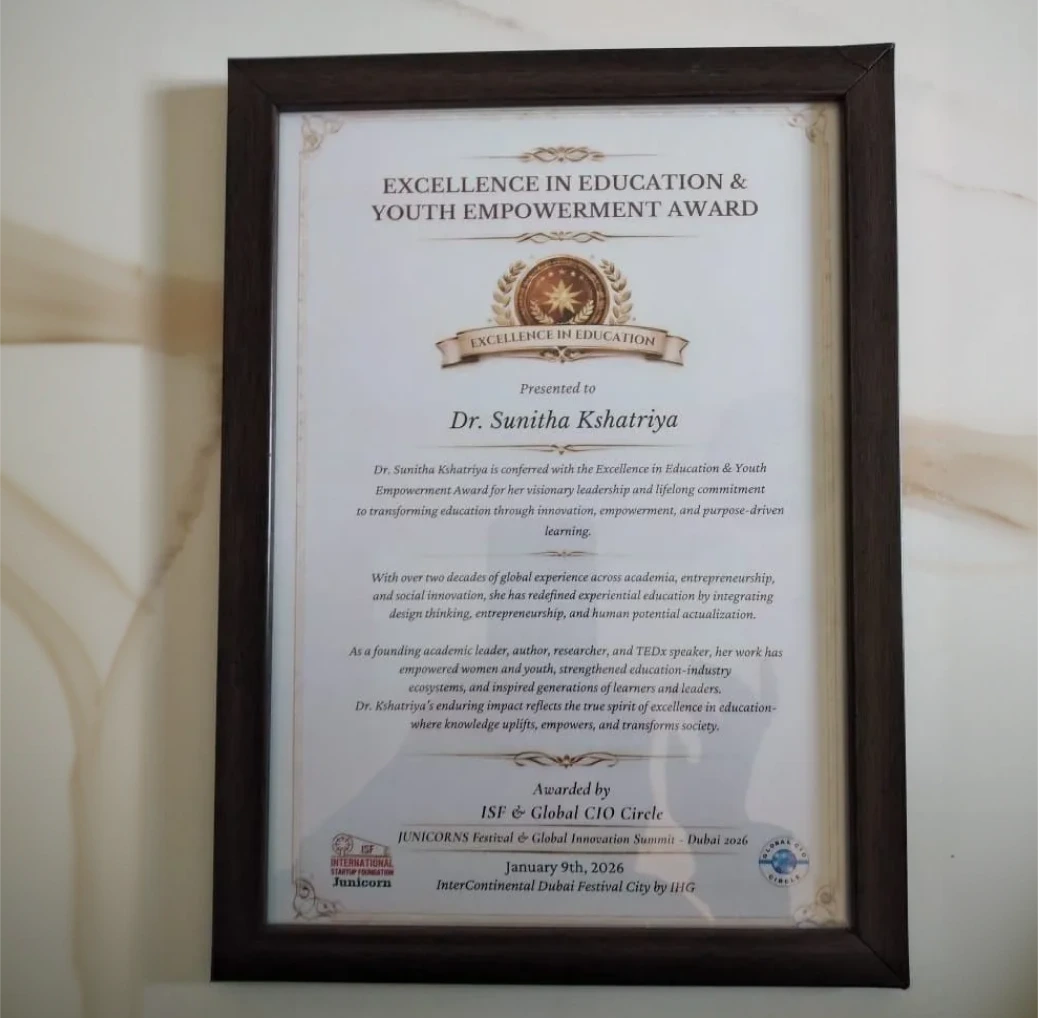 EXCELLENCE IN EDUCATION &
YOUTH EMPOWERMENT AWARD
EXCELLENCE IN EDUCATION
Presented to
Dr. Sunitha Kshatriya
Dr. Sunitha Kshatriya is conferred with the Excellence in Education & Youth
Empowerment Award for her visionary leadership and lifelong commitment
to transforming education through innovation, empowerment, and purpose-driven
learning.
With over two decades of global experience across academia, entrepreneurship,
and social innovation, she has redefined experiential education by integrating
design thinking, entrepreneurship, and human potential actualization.
As a founding academic leader, author, researcher, and TEDx speaker, her work has
empowered women and youth, strengthened education-industry
ecosystems, and inspired generations of learners and leaders.
Dr. Kshatriya's enduring impact reflects the true spirit of excellence in education-
where knowledge uplifts, empowers, and transforms society.
Awarded by
ISF & Global CIO Circle
JUNICORNS Festival & Global Innovation Summit - Dubai 2026
January 9th, 2026
InterContinental Dubai Festival City by IHG
ISF
INTERNATIONAL
STARTUP FOUNDATION
Junicorn
GLOBAL CIO
CIRCLE